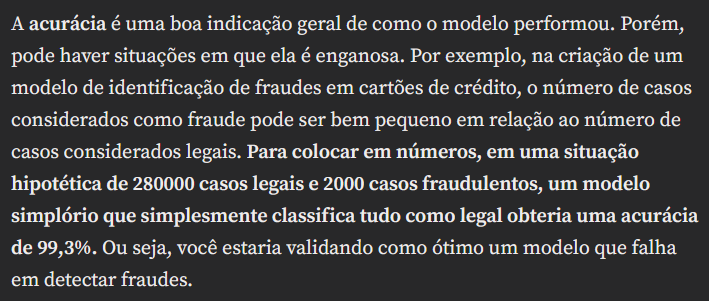 A acurácia é uma boa indicação geral de como o modelo performou. Porém,
pode haver situações em que ela é enganosa. Por exemplo, na criação de um
modelo de identificação de fraudes em cartões de crédito, o número de casos
considerados como fraude pode ser bem pequeno em relação ao número de
casos considerados legais. Para colocar em números, em uma situação
hipotética de 280000 casos legais e 2000 casos fraudulentos, um modelo
simplório que simplesmente classifica tudo como legal obteria uma acurácia
de 99,3%. Ou seja, você estaria validando como ótimo um modelo que falha
em detectar fraudes.